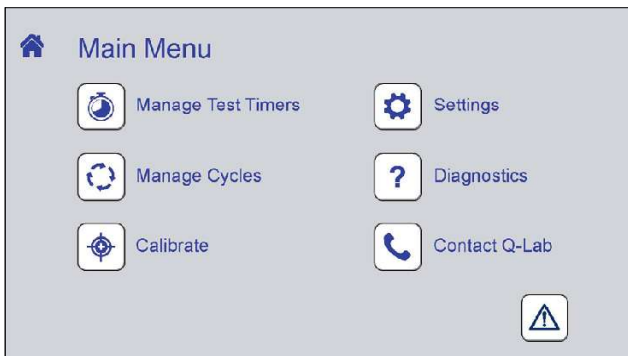 Main Menu
Manage Test Timers
Settings
Manage Cycles
? Diagnostics
Calibrate
Contact Q-Lab